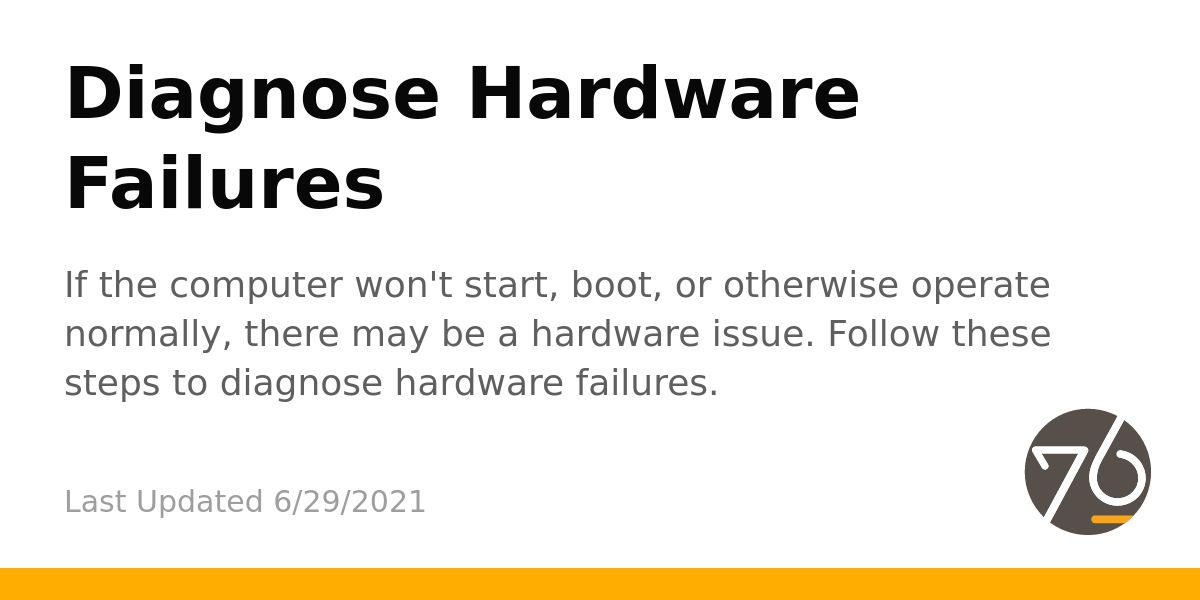 Diagnose Hardware
Failures
If the computer won't start, boot, or otherwise operate
normally, there may be a hardware issue. Follow these
steps to diagnose hardware failures.
Last Updated 6/29/2021
76